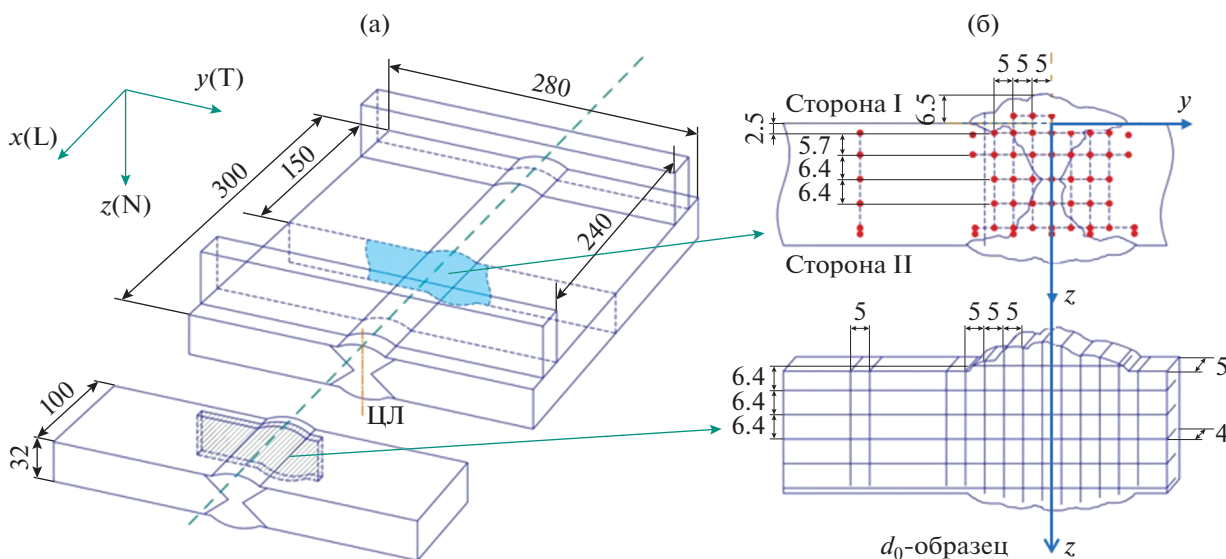 (а)
y(T)
x(L)
z(N)
280
300
150
240
ЦЛ
100
32
(б)
5 5 5
Сторона I
6.5
y
2.5
5.7
6.4
6.4
Сторона II
z
5
5 5 5
5
6.4
6.4
6.4
4
d₀-образец
z